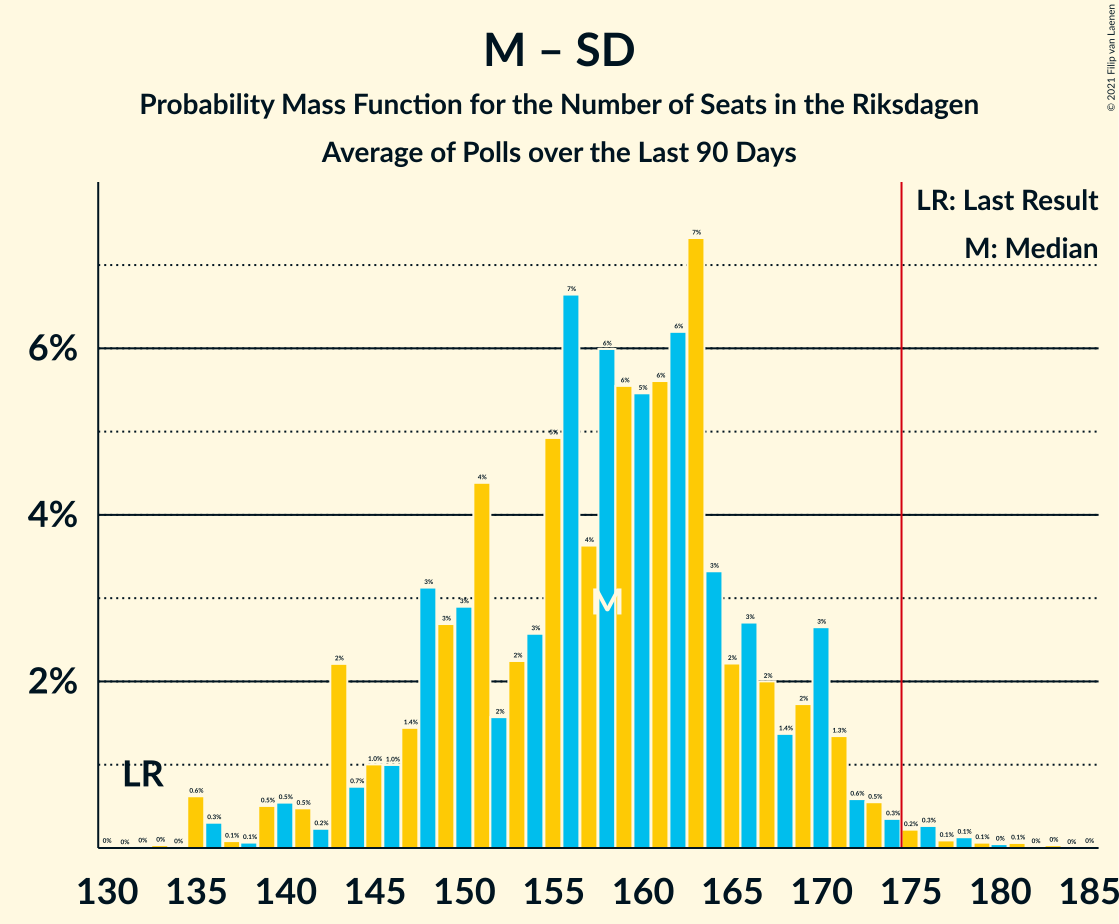 M – SD
Probability Mass Function for the Number of Seats in the Riksdagen
Average of Polls over the Last 90 Days
© 2021 Filip van Laenen
LR: Last Result
M: Median
6%
4%
2%
LR
M
0% 0% 0% 0% 0% 0.6% 0.3% 0.1% 0.1% 0.5% 0.5% 0.5% 0.2% 2% 0.7% 1.0% 1.0% 1.4% 3% 3% 3% 4% 2% 2% 3% 5% 7% 4% 6% 6% 5% 6% 6% 7% 3% 2% 3% 2% 1.4% 2% 3% 1.3% 0.6% 0.5% 0.3% 0.2% 0.3% 0.1% 0.1% 0.1% 0% 0.1% 0% 0% 0% 0%
130 135 140 145 150 155 160 165 170 175 180 185